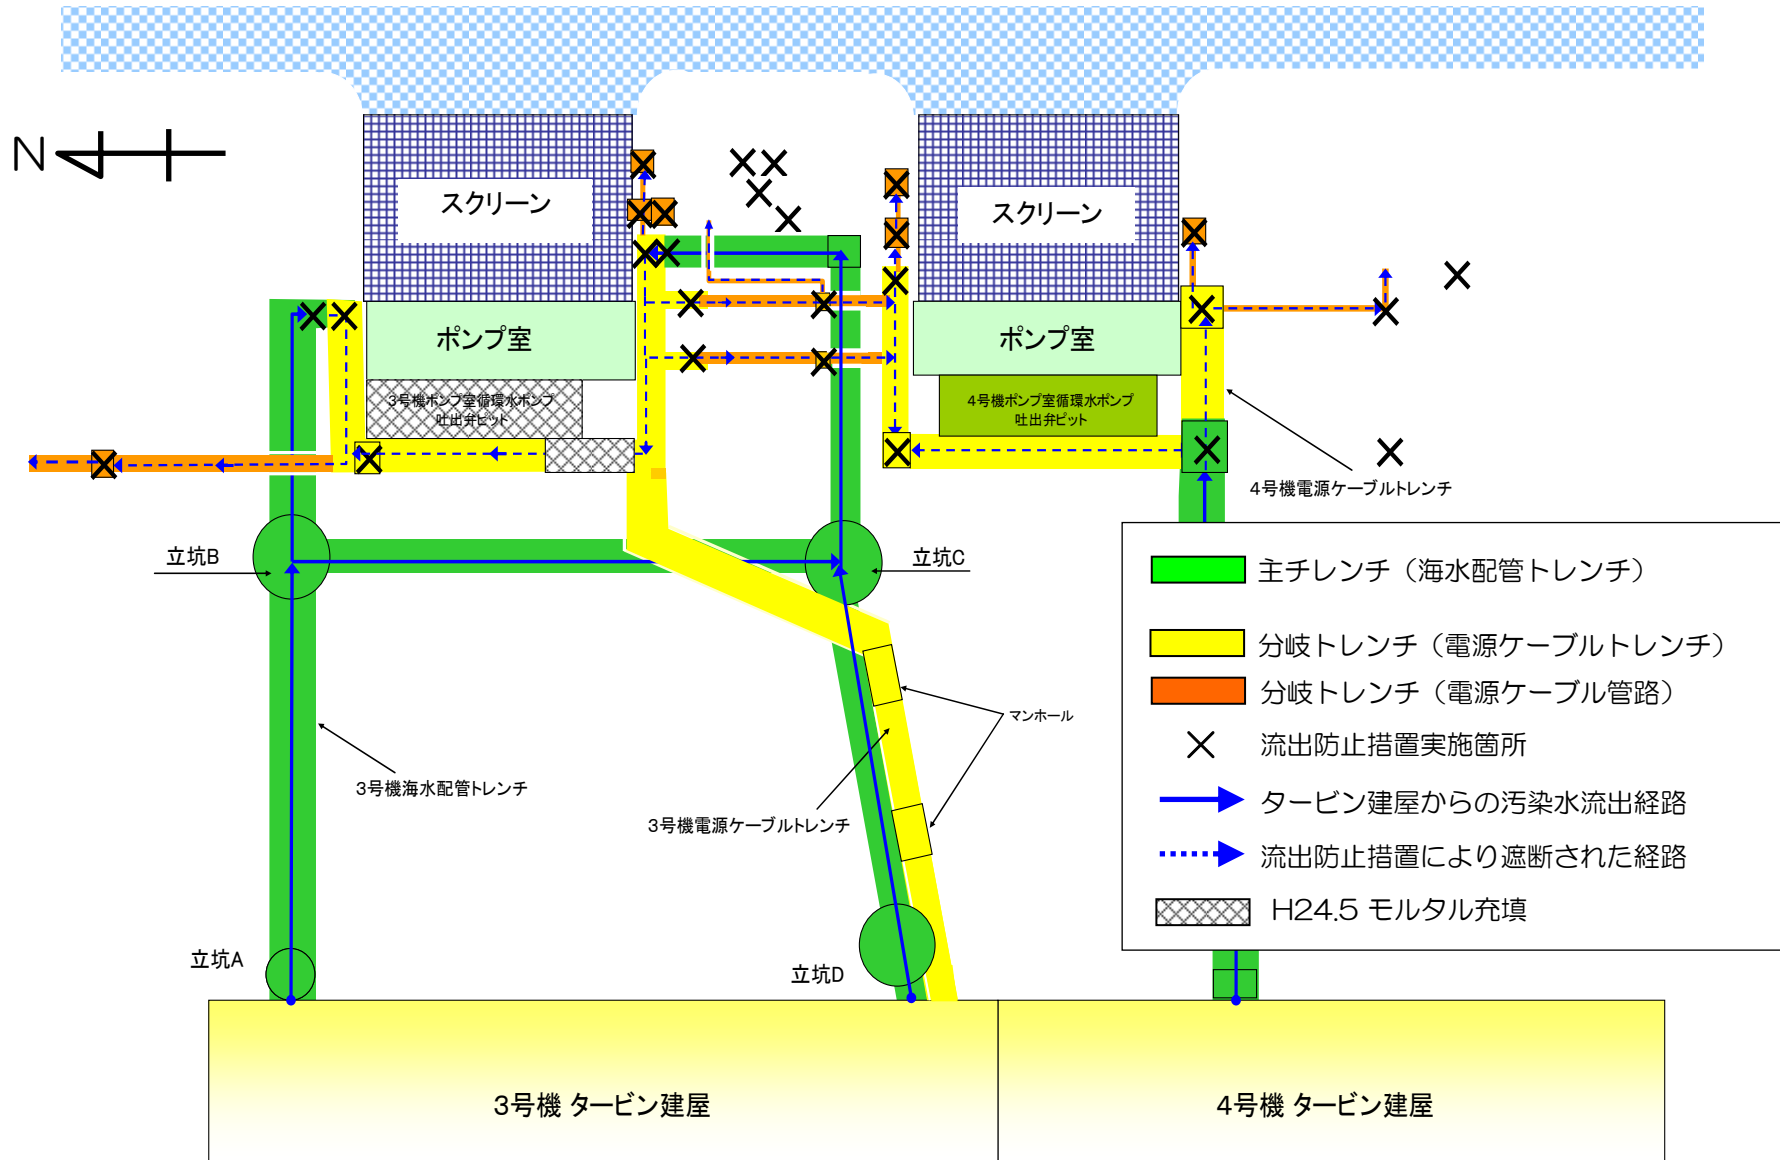 N
スクリーン
スクリーン
ポンプ室
ポンプ室
3号機ポンプ室循環水ポンプ
吐出弁ピット
4号機ポンプ室循環水ポンプ
吐出弁ピット
4号機電源ケーブルトレンチ
立坑B
立坑C
主チレンチ（海水配管トレンチ）
分岐トレンチ（電源ケーブルトレンチ）
分岐トレンチ（電源ケーブル管路）
流出防止措置実施箇所
タービン建屋からの汚染水流出経路
流出防止措置により遮断された経路
H24.5 モルタル充填
マンホール
3号機海水配管トレンチ
3号機電源ケーブルトレンチ
立坑A
立坑D
3号機 タービン建屋
4号機 タービン建屋